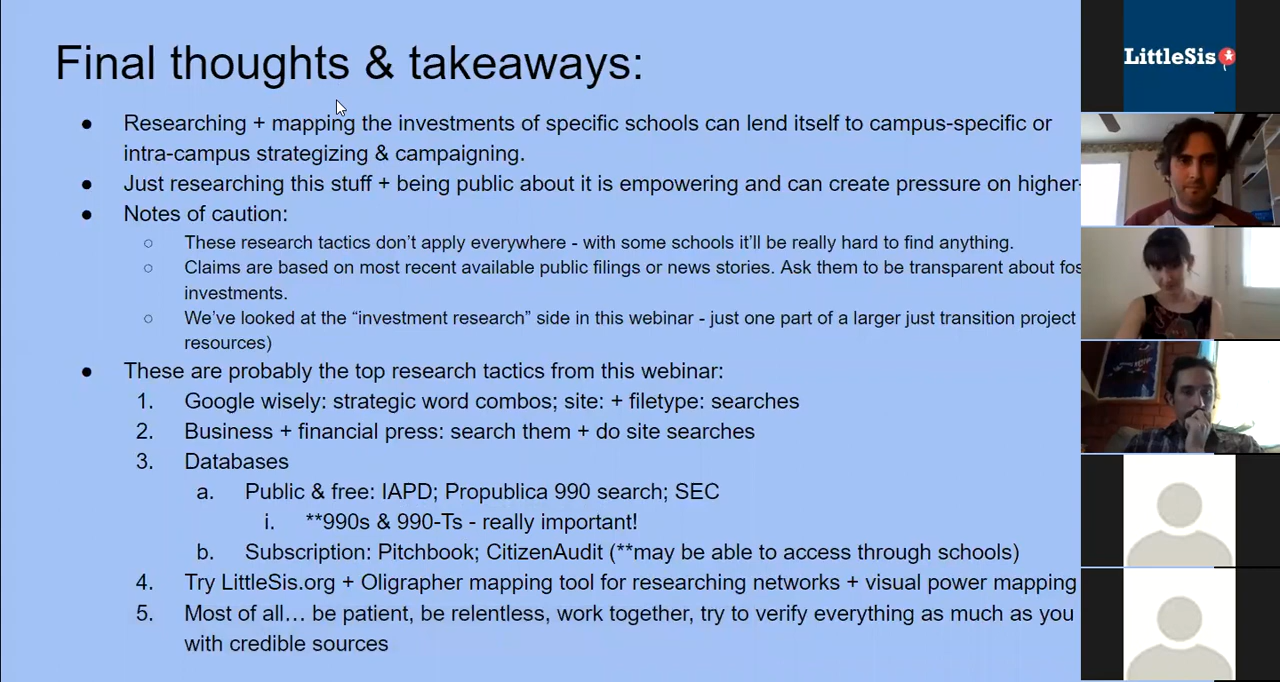 Final thoughts & takeaways:
● Researching + mapping the investments of specific schools can lend itself to campus-specific or
intra-campus strategizing & campaigning.
● Just researching this stuff + being public about it is empowering and can create pressure on higher-
● Notes of caution:
○ These research tactics don’t apply everywhere - with some schools it’ll be really hard to find anything.
○ Claims are based on most recent available public filings or news stories. Ask them to be transparent about fos
investments.
○ We’ve looked at the “investment research” side in this webinar - just one part of a larger just transition project
resources)
● These are probably the top research tactics from this webinar:
1. Google wisely: strategic word combos; site: + filetype: searches
2. Business + financial press: search them + do site searches
3. Databases
a. Public & free: IAPD; Propublica 990 search; SEC
i. **990s & 990-Ts - really important!
b. Subscription: Pitchbook; CitizenAudit (**may be able to access through schools)
4. Try LittleSis.org + Oligrapher mapping tool for researching networks + visual power mapping
5. Most of all… be patient, be relentless, work together, try to verify everything as much as you
with credible sources
LittleSis